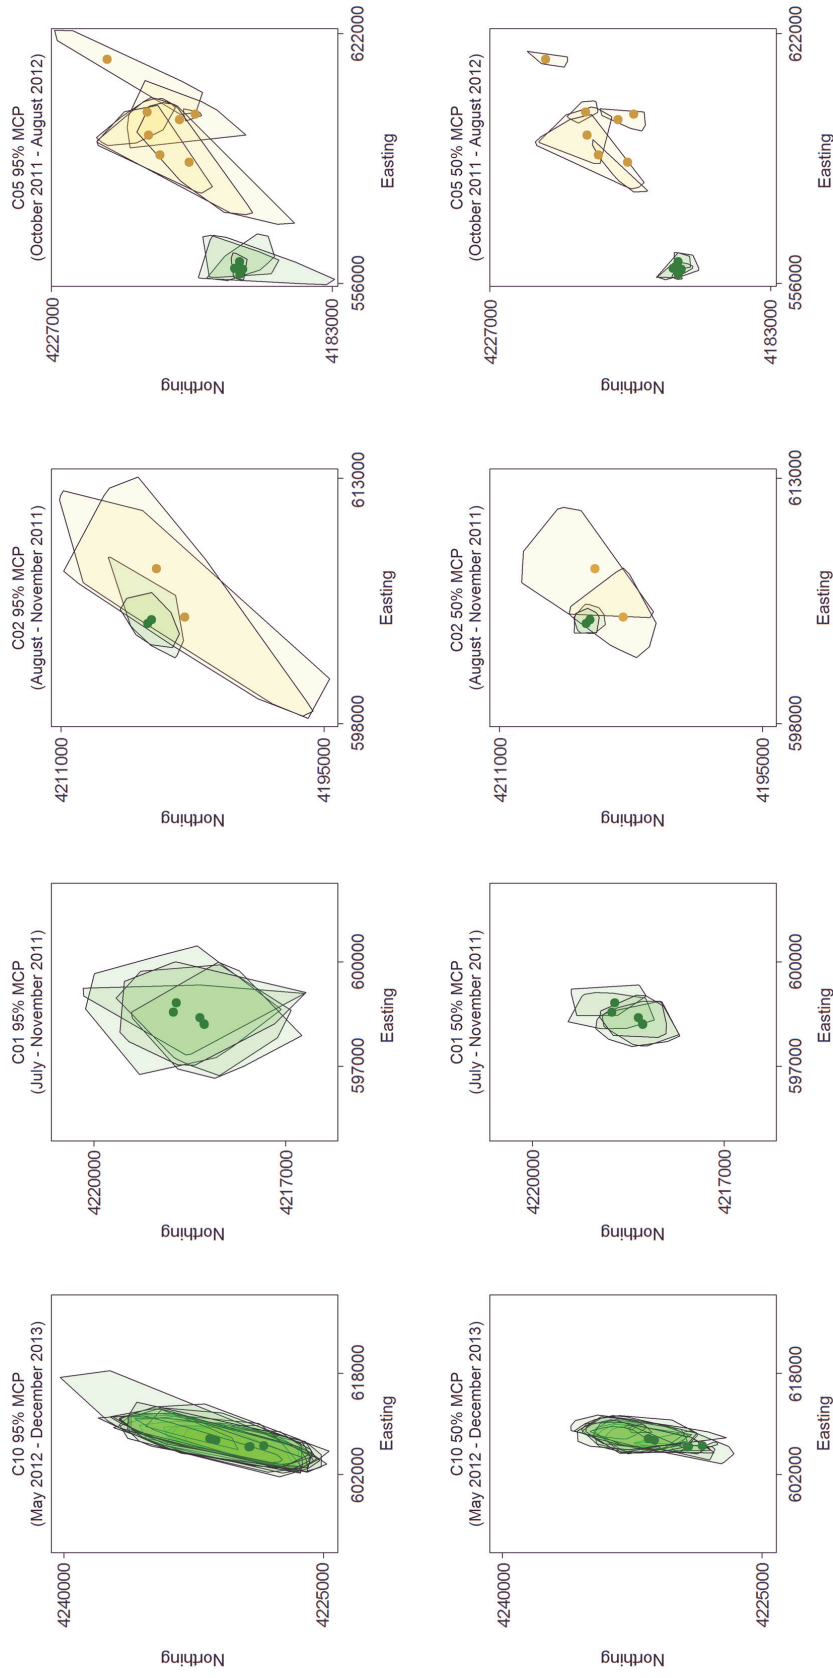 C10 95% MCP
(May 2012 - December 2013)
4240000
Northing
4225000
602000 618000
Easting
C01 95% MCP
(July - November 2011)
4220000
Northing
4217000
597000 600000
Easting
C02 95% MCP
(August - November 2011)
4211000
Northing
4195000
598000 613000
Easting
C05 95% MCP
(October 2011 - August 2012)
4227000
Northing
4183000
556000 622000
Easting
C10 50% MCP
(May 2012 - December 2013)
4240000
Northing
4225000
602000 618000
Easting
C01 50% MCP
(July - November 2011)
4220000
Northing
4217000
597000 600000
Easting
C02 50% MCP
(August - November 2011)
4211000
Northing
4195000
598000 613000
Easting
C05 50% MCP
(October 2011 - August 2012)
4227000
Northing
4183000
556000 622000
Easting